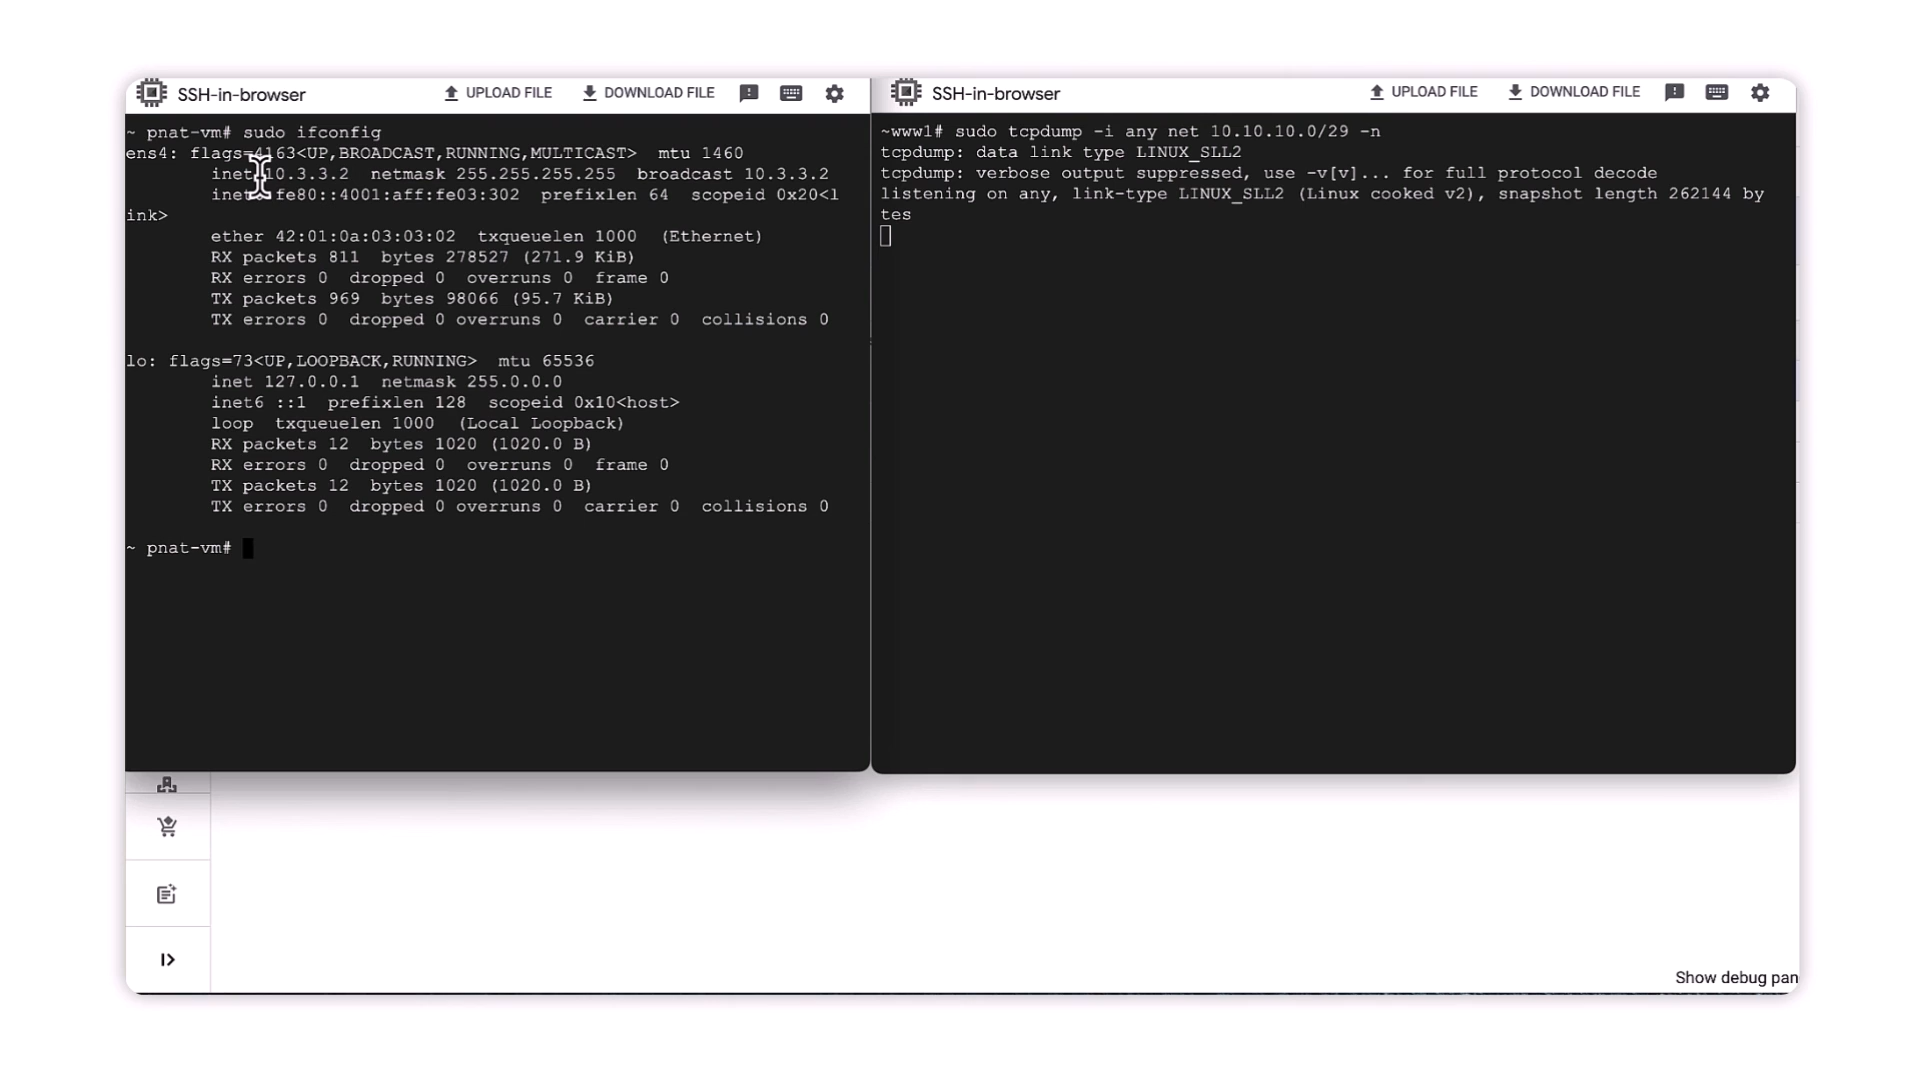 SSH-in-browser
UPLOAD FILE
DOWNLOAD FILE
~ pnat-vm# sudo ifconfig
ens4: flags=4163<UP,BROADCAST,RUNNING,MULTICAST>  mtu 1460
inet 10.3.3.2  netmask 255.255.255.255  broadcast 10.3.3.2
fe80::4001:aff:fe03:302  prefixlen 64  scopeid 0x20<l
ink>
ether 42:01:0a:03:03:02  txqueuelen 1000  (Ethernet)
RX packets 811  bytes 278527 (271.9 KiB)
RX errors 0  dropped 0  overruns 0  frame 0
TX packets 969  bytes 98066 (95.7 KiB)
TX errors 0  dropped 0 overruns 0  carrier 0  collisions 0
lo: flags=73<UP,LOOPBACK,RUNNING>  mtu 65536
inet 127.0.0.1  netmask 255.0.0.0
inet6 ::1  prefixlen 128  scopeid 0x10<host>
loop  txqueuelen 1000  (Local Loopback)
RX packets 12  bytes 1020 (1020.0 B)
RX errors 0  dropped 0  overruns 0  frame 0
TX packets 12  bytes 1020 (1020.0 B)
TX errors 0  dropped 0 overruns 0  carrier 0  collisions 0
~ pnat-vm#
SSH-in-browser
UPLOAD FILE
DOWNLOAD FILE
~www1# sudo tcpdump -i any net 10.10.10.0/29 -n
tcpdump: data link type LINUX_SLL2
tcpdump: verbose output suppressed, use -v[v]... for full protocol decode
listening on any, link-type LINUX_SLL2 (Linux cooked v2), snapshot length 262144 by
tes
Show debug pan